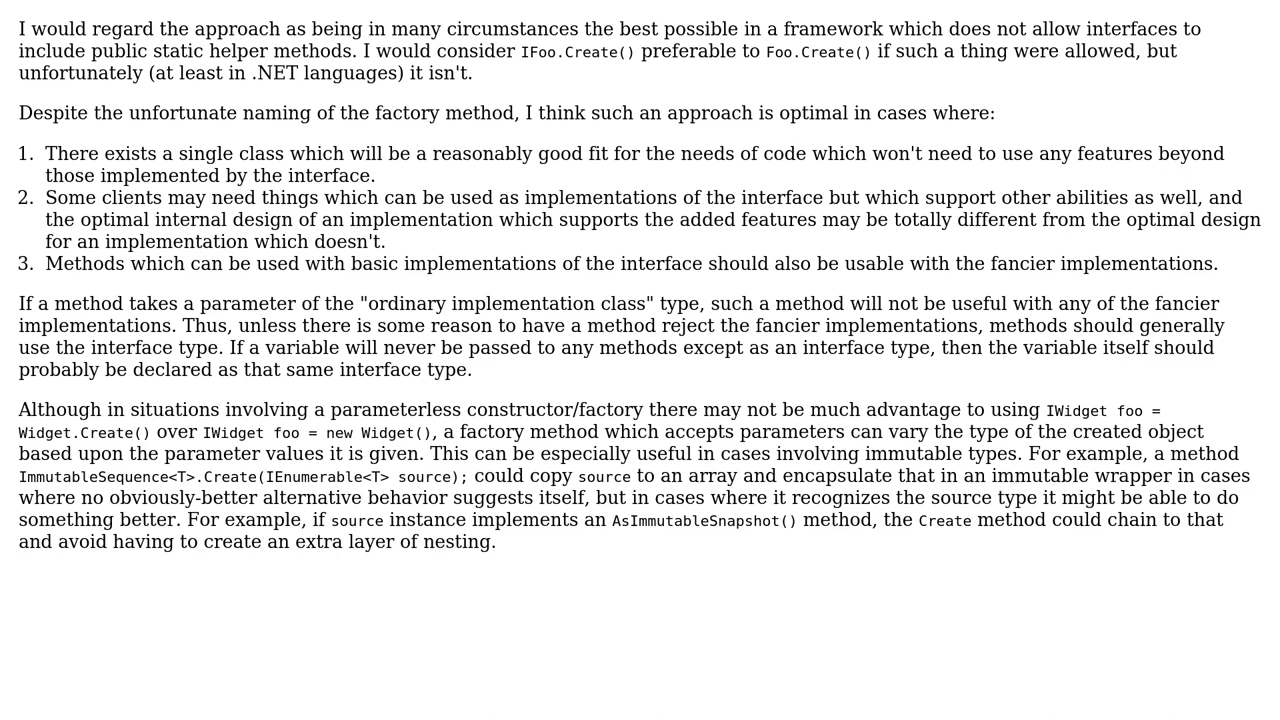 I would regard the approach as being in many circumstances the best possible in a framework which does not allow interfaces to
include public static helper methods. I would consider IFoo.Create() preferable to Foo.Create() if such a thing were allowed, but
unfortunately (at least in .NET languages) it isn't.
Despite the unfortunate naming of the factory method, I think such an approach is optimal in cases where:
1. There exists a single class which will be a reasonably good fit for the needs of code which won't need to use any features beyond
those implemented by the interface.
2. Some clients may need things which can be used as implementations of the interface but which support other abilities as well, and
the optimal internal design of an implementation which supports the added features may be totally different from the optimal design
for an implementation which doesn't.
3. Methods which can be used with basic implementations of the interface should also be usable with the fancier implementations.
If a method takes a parameter of the "ordinary implementation class" type, such a method will not be useful with any of the fancier
implementations. Thus, unless there is some reason to have a method reject the fancier implementations, methods should generally
use the interface type. If a variable will never be passed to any methods except as an interface type, then the variable itself should
probably be declared as that same interface type.
Although in situations involving a parameterless constructor/factory there may not be much advantage to using IWidget foo =
Widget.Create() over IWidget foo = new Widget(), a factory method which accepts parameters can vary the type of the created object
based upon the parameter values it is given. This can be especially useful in cases involving immutable types. For example, a method
ImmutableSequence<T>.Create(IEnumerable<T> source); could copy source to an array and encapsulate that in an immutable wrapper in cases
where no obviously-better alternative behavior suggests itself, but in cases where it recognizes the source type it might be able to do
something better. For example, if source instance implements an AsImmutableSnapshot() method, the Create method could chain to that
and avoid having to create an extra layer of nesting.